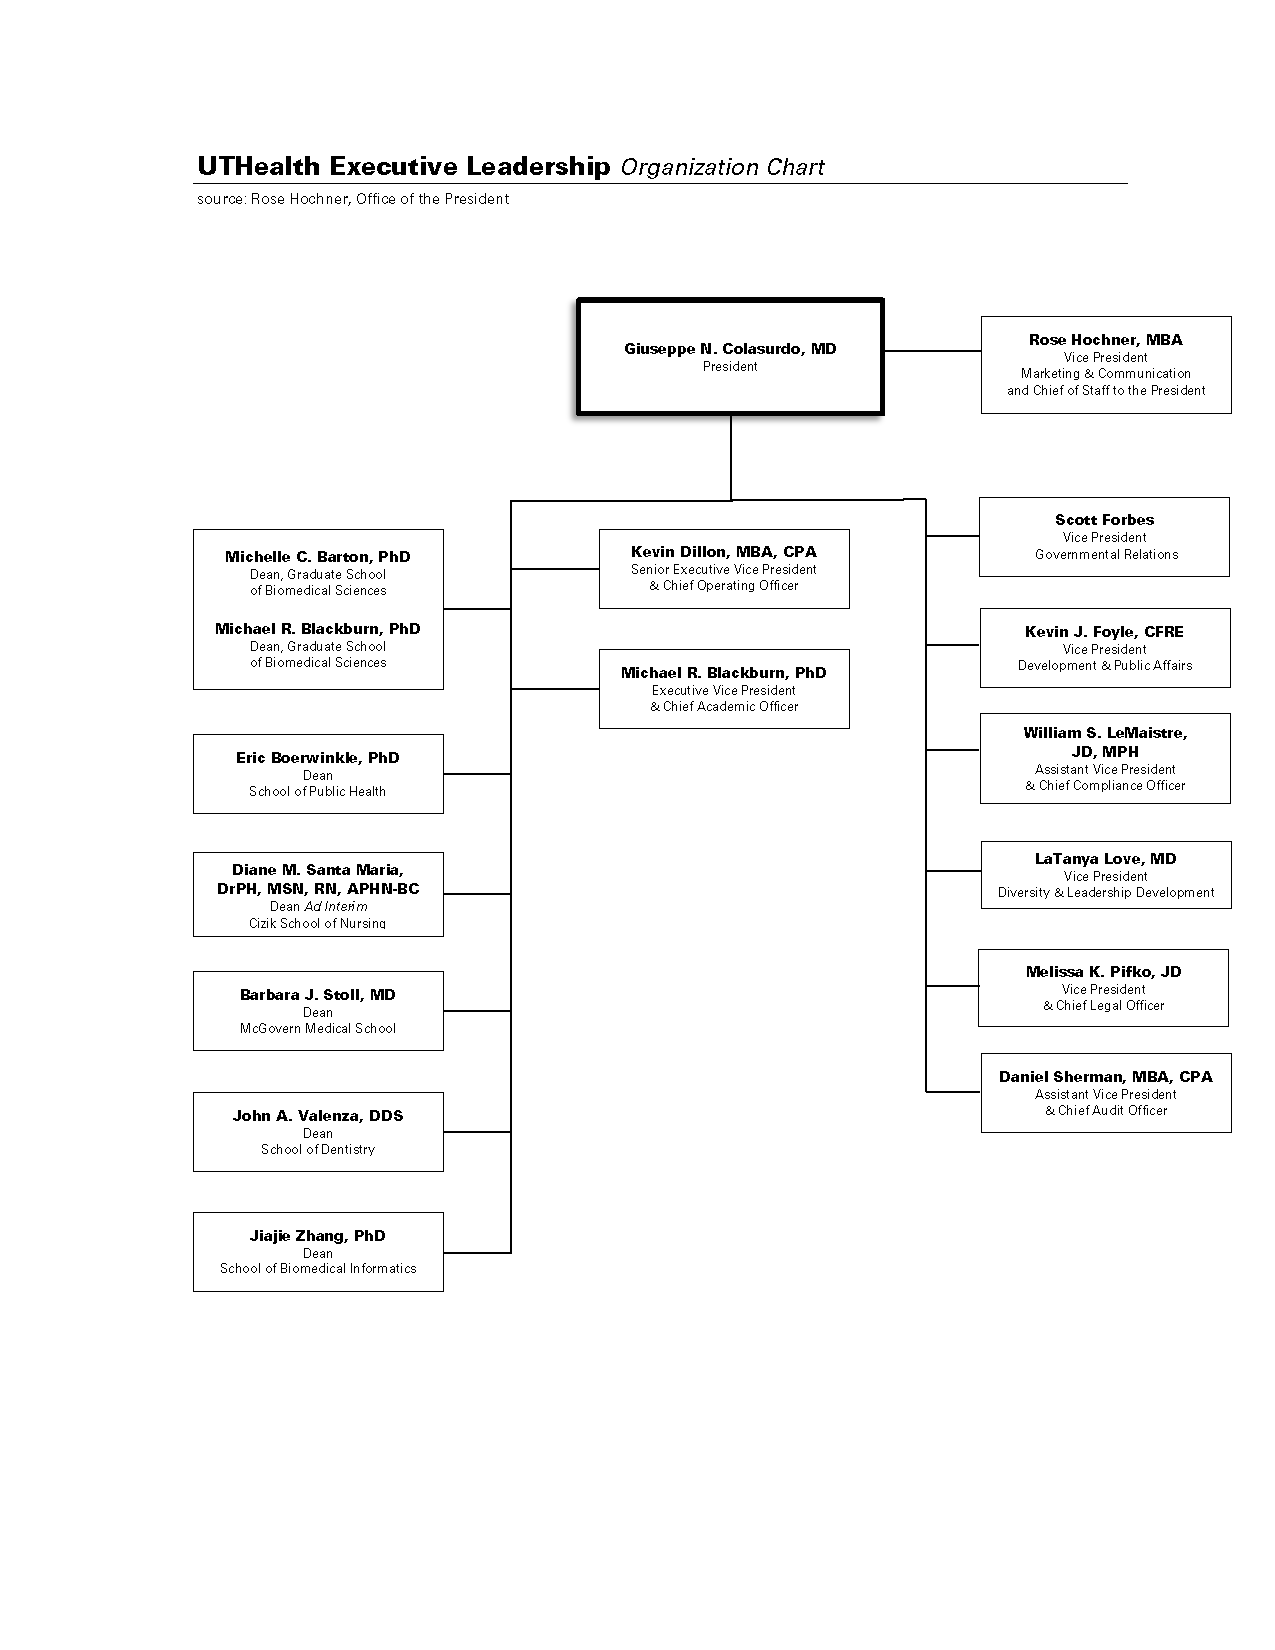 UTHealth Executive Leadership Organization Chart
source: Rose Hochner, Office of the President
Giuseppe N. Colasurdo, MD
President
Rose Hochner, MBA
Vice President
Marketing & Communication
and Chief of Staff to the President
Michelle C. Barton, PhD
Dean, Graduate School
of Biomedical Sciences
Michael R. Blackburn, PhD
Dean, Graduate School
of Biomedical Sciences
Eric Boerwinkle, PhD
Dean
School of Public Health
Diane M. Santa Maria,
DrPH, MSN, RN, APHN-BC
Dean Ad Interim
Cizik School of Nursing
Barbara J. Stoll, MD
Dean
McGovern Medical School
John A. Valenza, DDS
Dean
School of Dentistry
Jiajie Zhang, PhD
Dean
School of Biomedical Informatics
Kevin Dillon, MBA, CPA
Senior Executive Vice President
& Chief Operating Officer
Michael R. Blackburn, PhD
Executive Vice President
& Chief Academic Officer
Scott Forbes
Vice President
Governmental Relations
Kevin J. Foyle, CFRE
Vice President
Development & Public Affairs
William S. LeMaistre,
JD, MPH
Assistant Vice President
& Chief Compliance Officer
LaTanya Love, MD
Vice President
Diversity & Leadership Development
Melissa K. Pifko, JD
Vice President
& Chief Legal Officer
Daniel Sherman, MBA, CPA
Assistant Vice President
& Chief Audit Officer